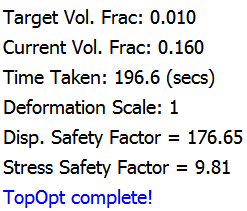 Target Vol. Frac: 0.010
Current Vol. Frac: 0.160
Time Taken: 196.6 (secs)
Deformation Scale: 1
Disp. Safety Factor = 176.65
Stress Safety Factor = 9.81
TopOpt complete!